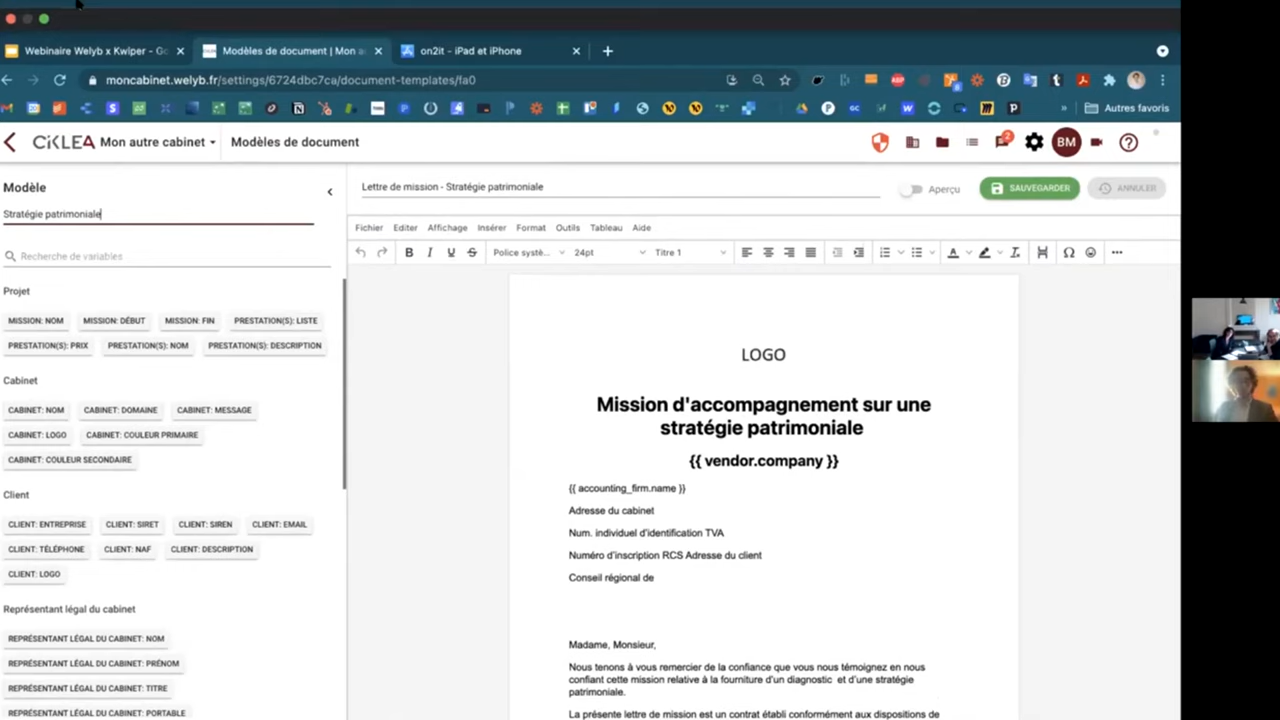 Webinaire Welyb x Kwiper - Go
Modèles de document | Mon a
on2it - iPad et iPhone
moncabinet.welyb.fr/settings/6724dbc7ca/document-templates/fa0
Autres favoris
CiKLEA Mon autre cabinet
Modèles de document
2
BM
Modèle
Stratégie patrimoniale
Recherche de variables
Projet
MISSION: NOM MISSION: DÉBUT MISSION: FIN PRESTATION(S): LISTE
PRESTATION(S): PRIX PRESTATION(S): NOM PRESTATION(S): DESCRIPTION
Cabinet
CABINET: NOM CABINET: DOMAINE CABINET: MESSAGE
CABINET: LOGO CABINET: COULEUR PRIMAIRE
CABINET: COULEUR SECONDAIRE
Client
CLIENT: ENTREPRISE CLIENT: SIRET CLIENT: SIREN CLIENT: EMAIL
CLIENT: TÉLÉPHONE CLIENT: NAF CLIENT: DESCRIPTION
CLIENT: LOGO
Représentant légal du cabinet
REPRÉSENTANT LÉGAL DU CABINET: NOM
REPRÉSENTANT LÉGAL DU CABINET: PRÉNOM
REPRÉSENTANT LÉGAL DU CABINET: TITRE
REPRÉSENTANT LÉGAL DU CABINET: PORTABLE
Lettre de mission - Stratégie patrimoniale
Aperçu
SAUVEGARDER
ANNULER
Fichier Editer Affichage Insérer Format Outils Tableau Aide
B I U S Police systè... 24pt Titre 1
LOGO
Mission d'accompagnement sur une
stratégie patrimoniale
{{ vendor.company }}
{{ accounting_firm.name }}
Adresse du cabinet
Num. individuel d'identification TVA
Numéro d'inscription RCS Adresse du client
Conseil régional de
Madame, Monsieur,
Nous tenons à vous remercier de la confiance que vous nous témoignez en nous
confiant cette mission relative à la fourniture d'un diagnostic et d'une stratégie
patrimoniale.
La présente lettre de mission est un contrat établi conformément aux dispositions de